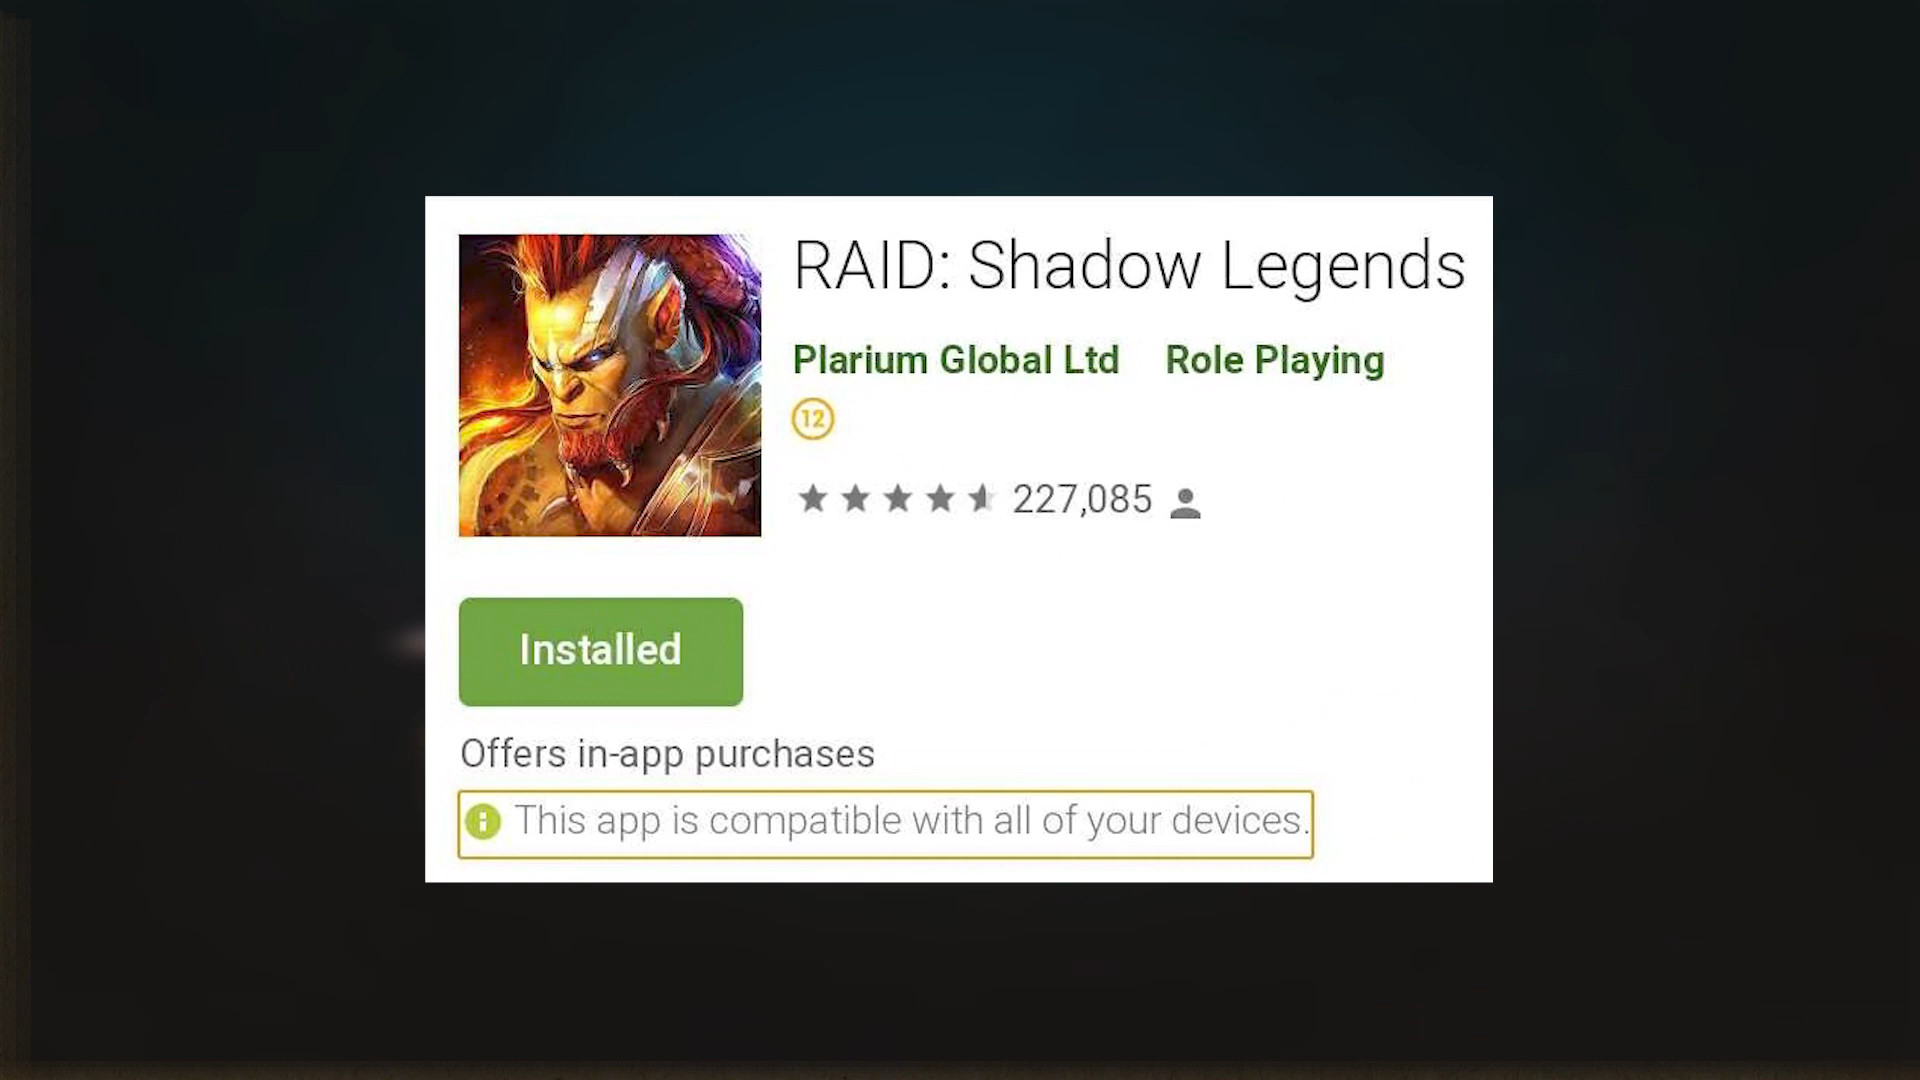 RAID: Shadow Legends
Plarium Global Ltd Role Playing
12
227,085
Installed
Offers in-app purchases
This app is compatible with all of your devices.